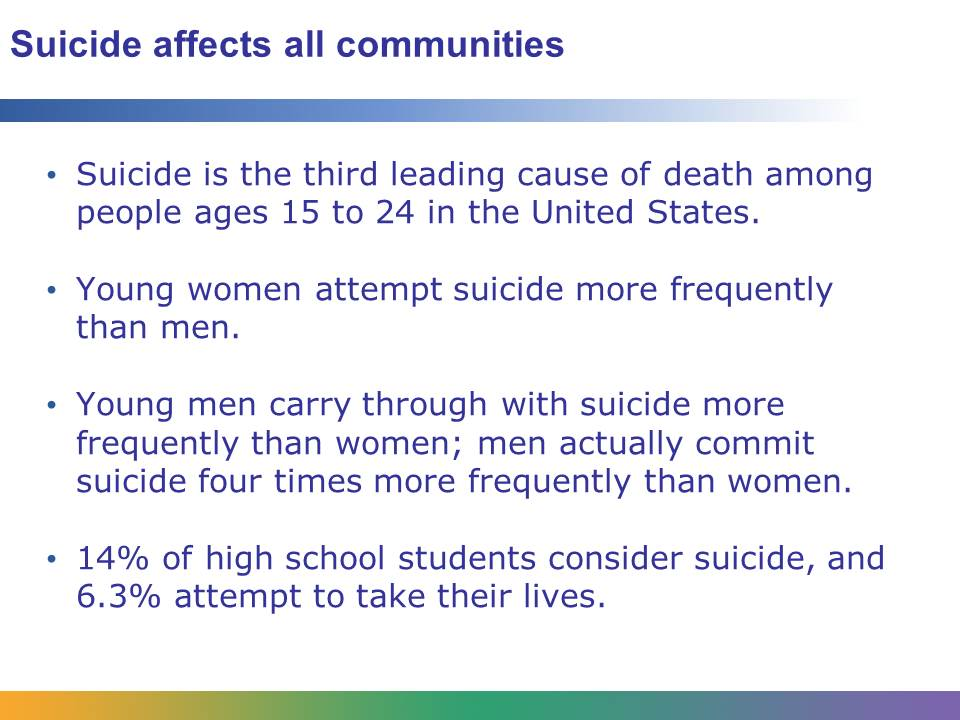 Suicide affects all communities
• Suicide is the third leading cause of death among
people ages 15 to 24 in the United States.
• Young women attempt suicide more frequently
than men.
• Young men carry through with suicide more
frequently than women; men actually commit
suicide four times more frequently than women.
• 14% of high school students consider suicide, and
6.3% attempt to take their lives.